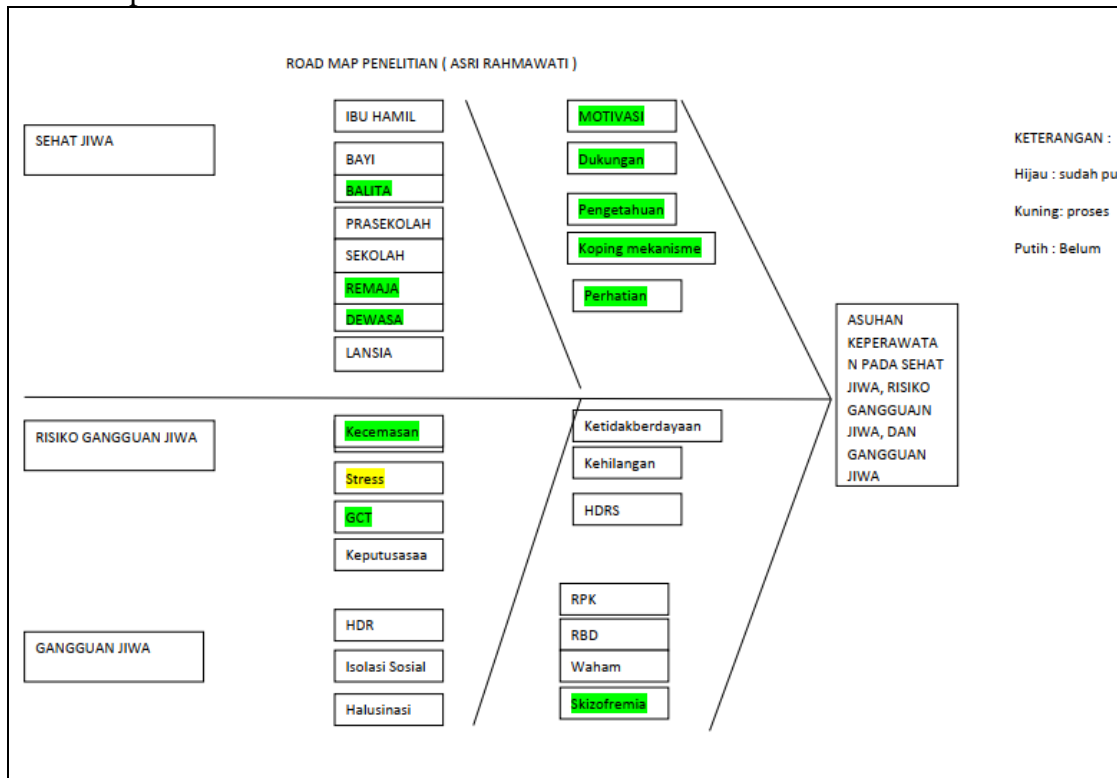 ROAD MAP PENELITIAN ( ASRI RAHMAWATI )
SEHAT JIWA
IBU HAMIL
BAYI
BALITA
PRASEKOLAH
SEKOLAH
REMAJA
DEWASA
LANSIA
MOTIVASI
Dukungan
Pengetahuan
Koping mekanisme
Perhatian
KETERANGAN :
Hijau : sudah pu
Kuning: proses
Putih : Belum
ASUHAN
KEPERAWATA
N PADA SEHAT
JIWA, RISIKO
GANGGUAJN
JIWA, DAN
GANGGUAN
JIWA
RISIKO GANGGUAN JIWA
Kecemasan
Stress
GCT
Keputusasaa
Ketidakberdayaan
Kehilangan
HDRS
GANGGUAN JIWA
HDR
Isolasi Sosial
Halusinasi
RPK
RBD
Waham
Skizofremia